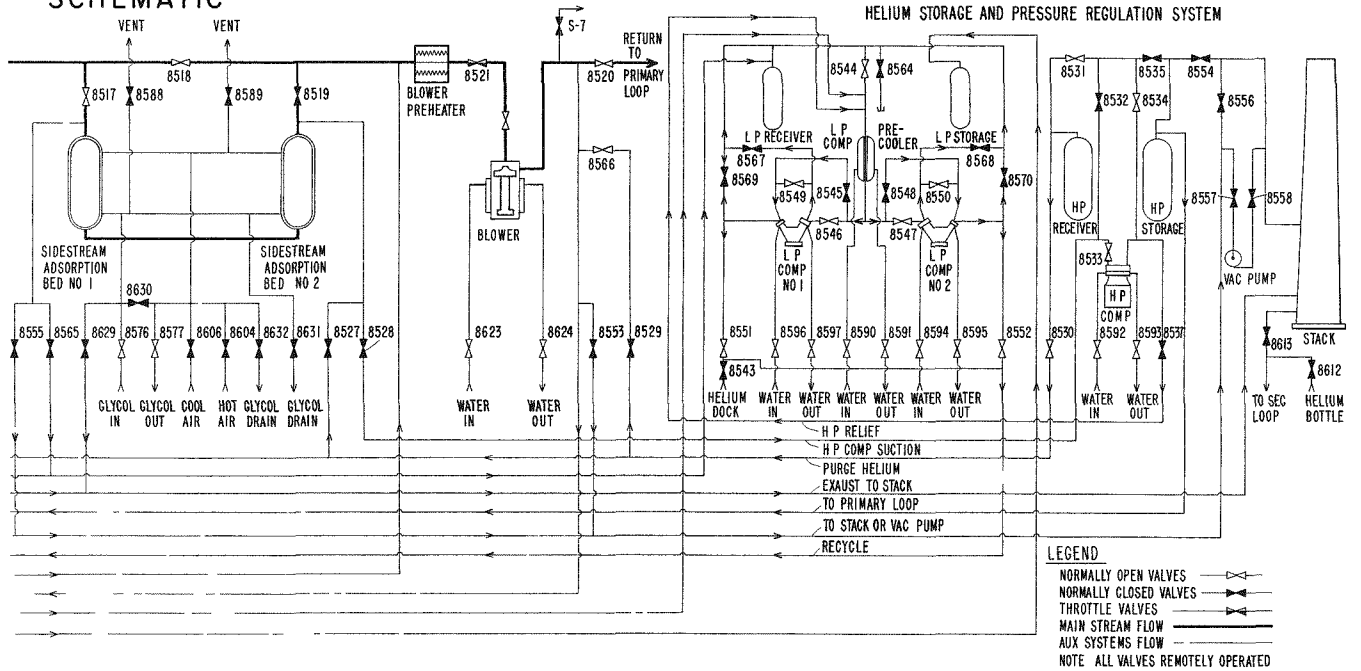 SCHEMATIC
HELIUM STORAGE AND PRESSURE REGULATION SYSTEM
VENT
VENT
S-7
RETURN
TO
PRIMARY
LOOP
8518
8521
8520
8517
8588
8589
8519
BLOWER
PREHEATER
8566
BLOWER
SIDESTREAM
ADSORPTION
BED NO 1
SIDESTREAM
ADSORPTION
BED NO 2
8630
8555
8565
8629
8576
8577
8606
8604
8632
8631
8527
8528
8623
8624
8553
8529
GLYCOL
IN
GLYCOL
OUT
COOL
AIR
HOT
AIR
GLYCOL
DRAIN
GLYCOL
DRAIN
WATER
IN
WATER
OUT
8544
8564
LP RECEIVER
LP
COMP
PRE-
COOLER
LP STORAGE
8567
8568
8569
8570
8549
8545
8548
8550
8546
8547
LP
COMP
NO 1
LP
COMP
NO 2
8551
8596
8597
8590
8591
8594
8595
8552
8543
HELIUM
DOCK
WATER
IN
WATER
OUT
WATER
IN
WATER
OUT
WATER
IN
WATER
OUT
8531
8535
8554
8532
8534
8556
8557
8558
HP
RECEIVER
HP
STORAGE
8533
HP
COMP
VAC PUMP
8530
8592
8593
8537
WATER
IN
WATER
OUT
STACK
8613
8612
TO SEC
LOOP
HELIUM
BOTTLE
HP RELIEF
HP COMP SUCTION
PURGE HELIUM
EXAUST TO STACK
TO PRIMARY LOOP
TO STACK OR VAC PUMP
RECYCLE
LEGEND
NORMALLY OPEN VALVES
NORMALLY CLOSED VALVES
THROTTLE VALVES
MAIN STREAM FLOW
AUX SYSTEMS FLOW
NOTE ALL VALVES REMOTELY OPERATED